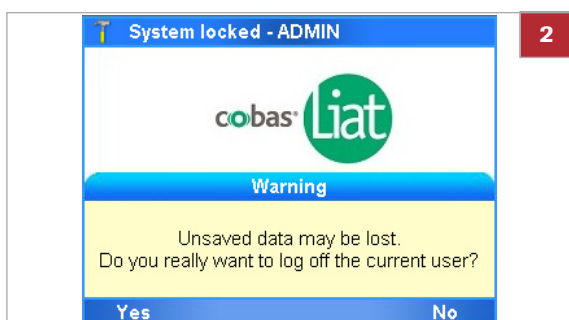 System locked - ADMIN
2
cobas® Liat
Warning
Unsaved data may be lost.
Do you really want to log off the current user?
Yes No